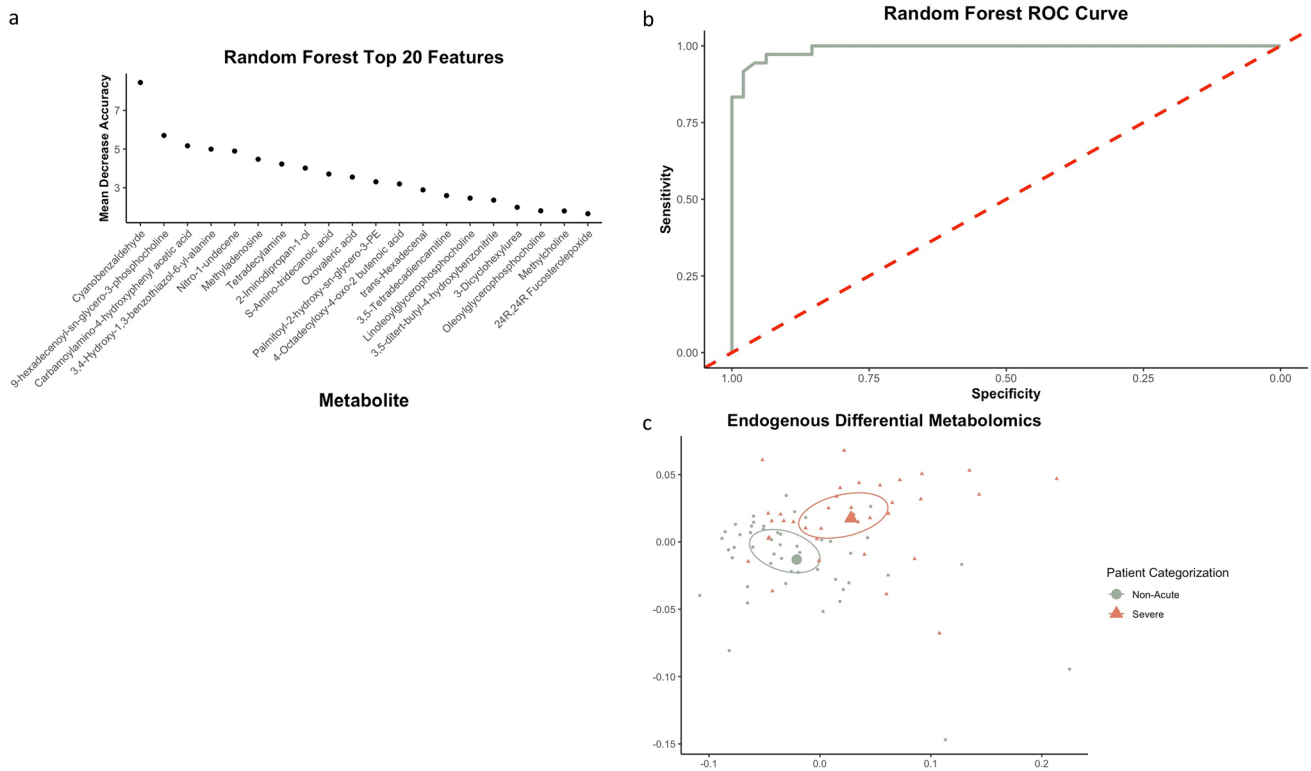 a
Random Forest Top 20 Features
Mean Decrease Accuracy
7
5
3
Cyanobenzaldehyde
9-hexadecenoyl-sn-glycero-3-phosphocholine
Carbamoylamino-4-hydroxyphenyl acetic acid
3,4-Hydroxy-1,3-benzothiazol-6-yl-alanine
Nitro-1-undecene
Methyladenosine
Tetradecylamine
2-Iminodipropan-1-ol
S-Amino-tridecanoic acid
Oxovaleric acid
Palmitoyl-2-hydroxy-sn-glycero-3-PE
4-Octadecyloxy-4-oxo-2 butenoic acid
trans-Hexadecenal
3,5-Tetradecadiencarnitine
Linoleoylglycerophosphocholine
3,5-ditert-butyl-4-hydroxybenzonitrile
3-Dicyclohexylurea
Oleoylglycerophosphocholine
Methylcholine
24R,24R Fucosterolepoxide
Metabolite
b
Random Forest ROC Curve
Sensitivity
1.00
0.75
0.50
0.25
0.00
1.00 0.75 0.50 0.25 0.00
Specificity
c
Endogenous Differential Metabolomics
0.05
0.00
-0.05
-0.10
-0.15
-0.1 0.0 0.1 0.2
Patient Categorization
Non-Acute
Severe